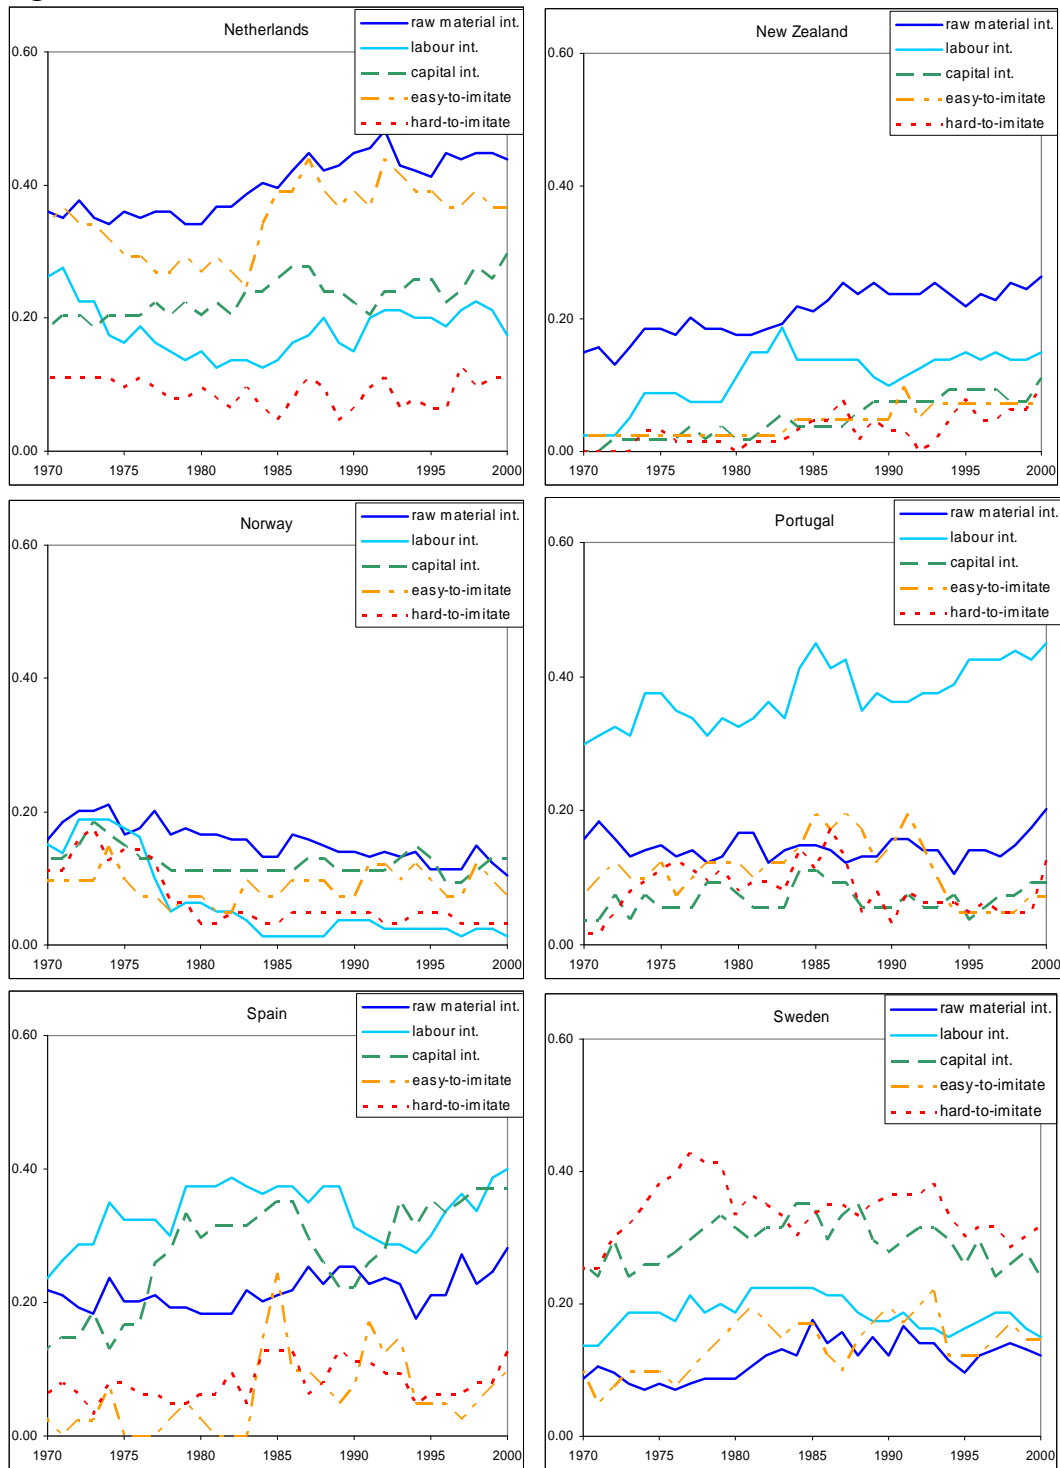 Netherlands
raw material int.
labour int.
capital int.
easy-to-imitate
hard-to-imitate
0.60
0.40
0.20
0.00
1970 1975 1980 1985 1990 1995 2000
New Zealand
raw material int.
labour int.
capital int.
easy-to-imitate
hard-to-imitate
0.60
0.40
0.20
0.00
1970 1975 1980 1985 1990 1995 2000
Norway
raw material int.
labour int.
capital int.
easy-to-imitate
hard-to-imitate
0.60
0.40
0.20
0.00
1970 1975 1980 1985 1990 1995 2000
Portugal
raw material int.
labour int.
capital int.
easy-to-imitate
hard-to-imitate
0.60
0.40
0.20
0.00
1970 1975 1980 1985 1990 1995 2000
Spain
raw material int.
labour int.
capital int.
easy-to-imitate
hard-to-imitate
0.60
0.40
0.20
0.00
1970 1975 1980 1985 1990 1995 2000
Sweden
raw material int.
labour int.
capital int.
easy-to-imitate
hard-to-imitate
0.60
0.40
0.20
0.00
1970 1975 1980 1985 1990 1995 2000